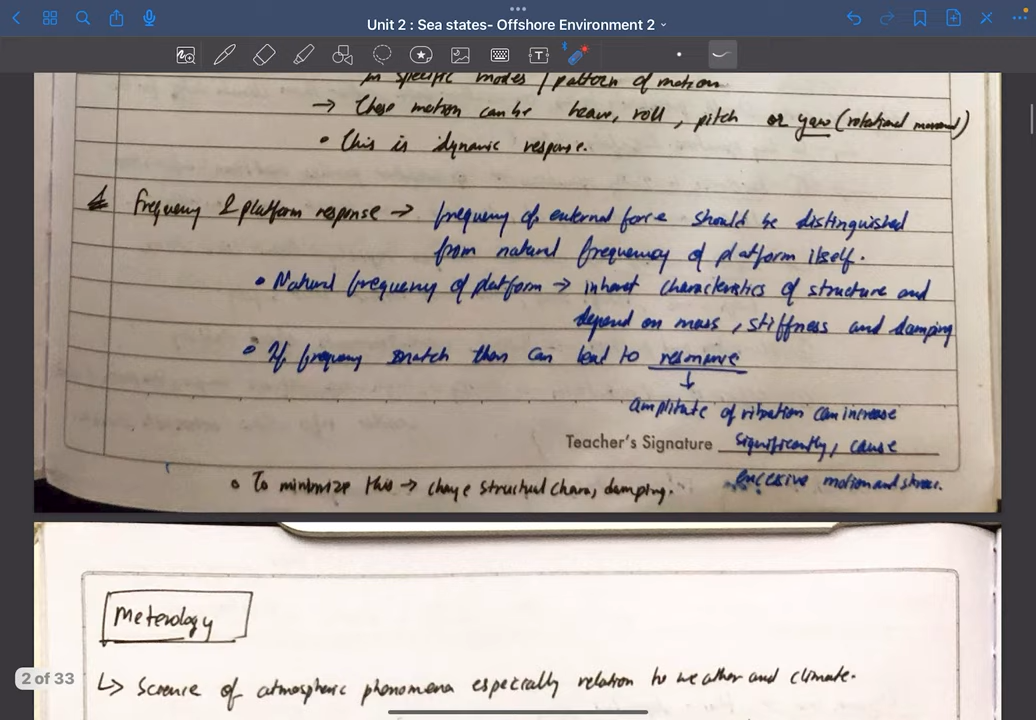 Unit 2 : Sea states- Offshore Environment 2
in specific modes / pattern of motion
→ These motion can be heave, roll, pitch or yaw (rotational movement)
• This is dynamic response.
Frequency & platform response → frequency of external force should be distinguished
from natural frequency of platform itself.
• Natural frequency of platform → inherent characteristics of structure and
depend on mass, stiffness and damping
• If frequency match then can lead to resonance
↓
amplitude of vibration can increase
Teacher's Signature significantly, cause
excessive motion and stress.
• To minimize this → change structural chara, damping.
Meterology
2 of 33
↳ Science of atmospheric phenomena especially relation to weather and climate.